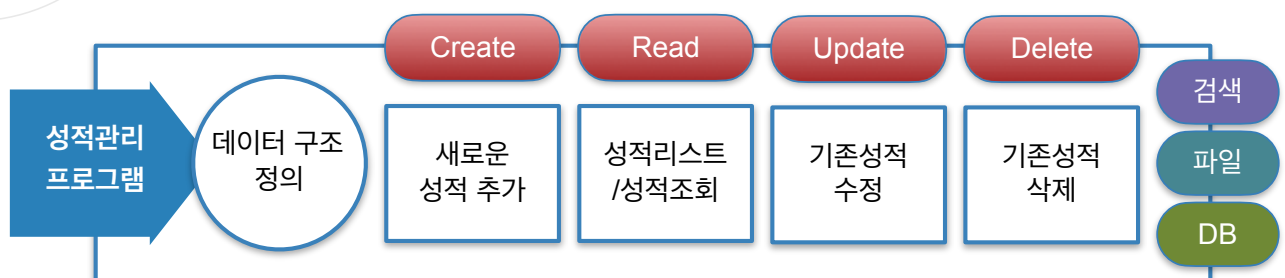 Create
Read
Update
Delete
성적관리
프로그램
데이터 구조
정의
새로운
성적 추가
성적리스트
/성적조회
기존성적
수정
기존성적
삭제
검색
파일
DB